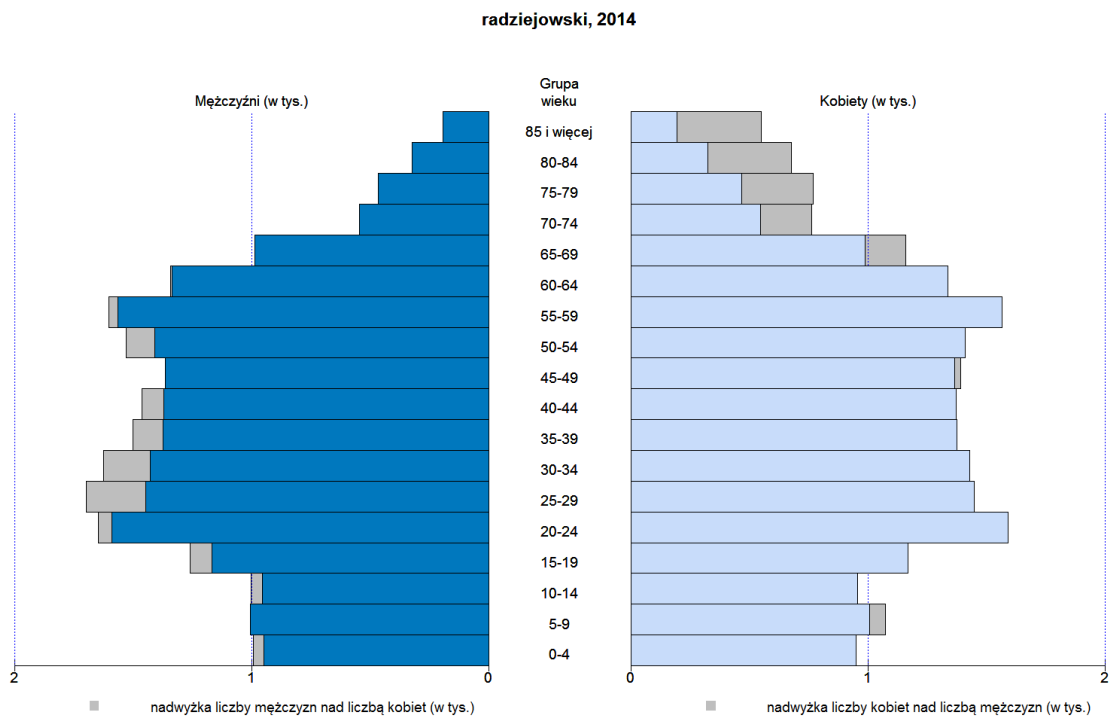 radziejowski, 2014
Mężczyźni (w tys.)
Grupa
wieku
Kobiety (w tys.)
85 i więcej
80-84
75-79
70-74
65-69
60-64
55-59
50-54
45-49
40-44
35-39
30-34
25-29
20-24
15-19
10-14
5-9
0-4
2 1 0 0 1 2
nadwyżka liczby mężczyzn nad liczbą kobiet (w tys.)
nadwyżka liczby kobiet nad liczbą mężczyzn (w tys.)